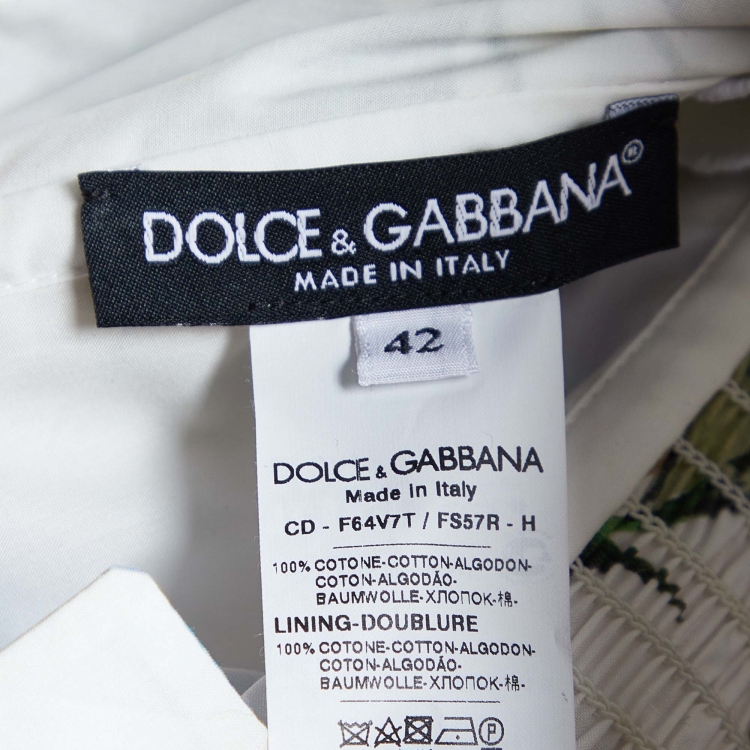 DOLCE & GABBANA®
MADE IN ITALY
42
DOLCE & GABBANA
Made in Italy
CD - F64V7T / FS57R - H
100% COTONE-COTTON-ALGODON-
COTON-ALGODÃO-
BAUMWOLLE-ХЛОПОК-棉-
LINING-DOUBLURE
100% COTONE-COTTON-ALGODON-
COTON-ALGODÃO-
BAUMWOLLE-ХЛОПОК-棉-
P